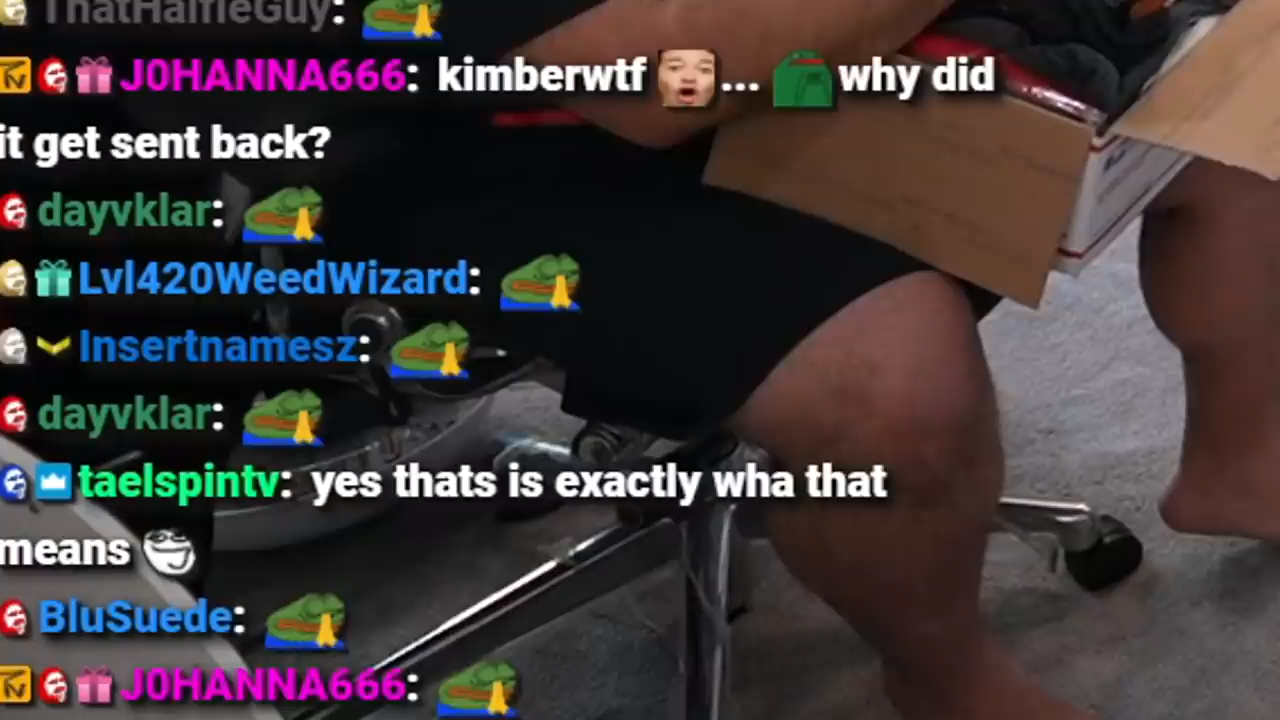 ThatHalfieGuy:
J0HANNA666: kimberwtf ... why did
it get sent back?
dayvklar:
Lvl420WeedWizard:
Insertnamesz:
dayvklar:
taelspintv: yes thats is exactly wha that
means
BluSuede:
J0HANNA666: